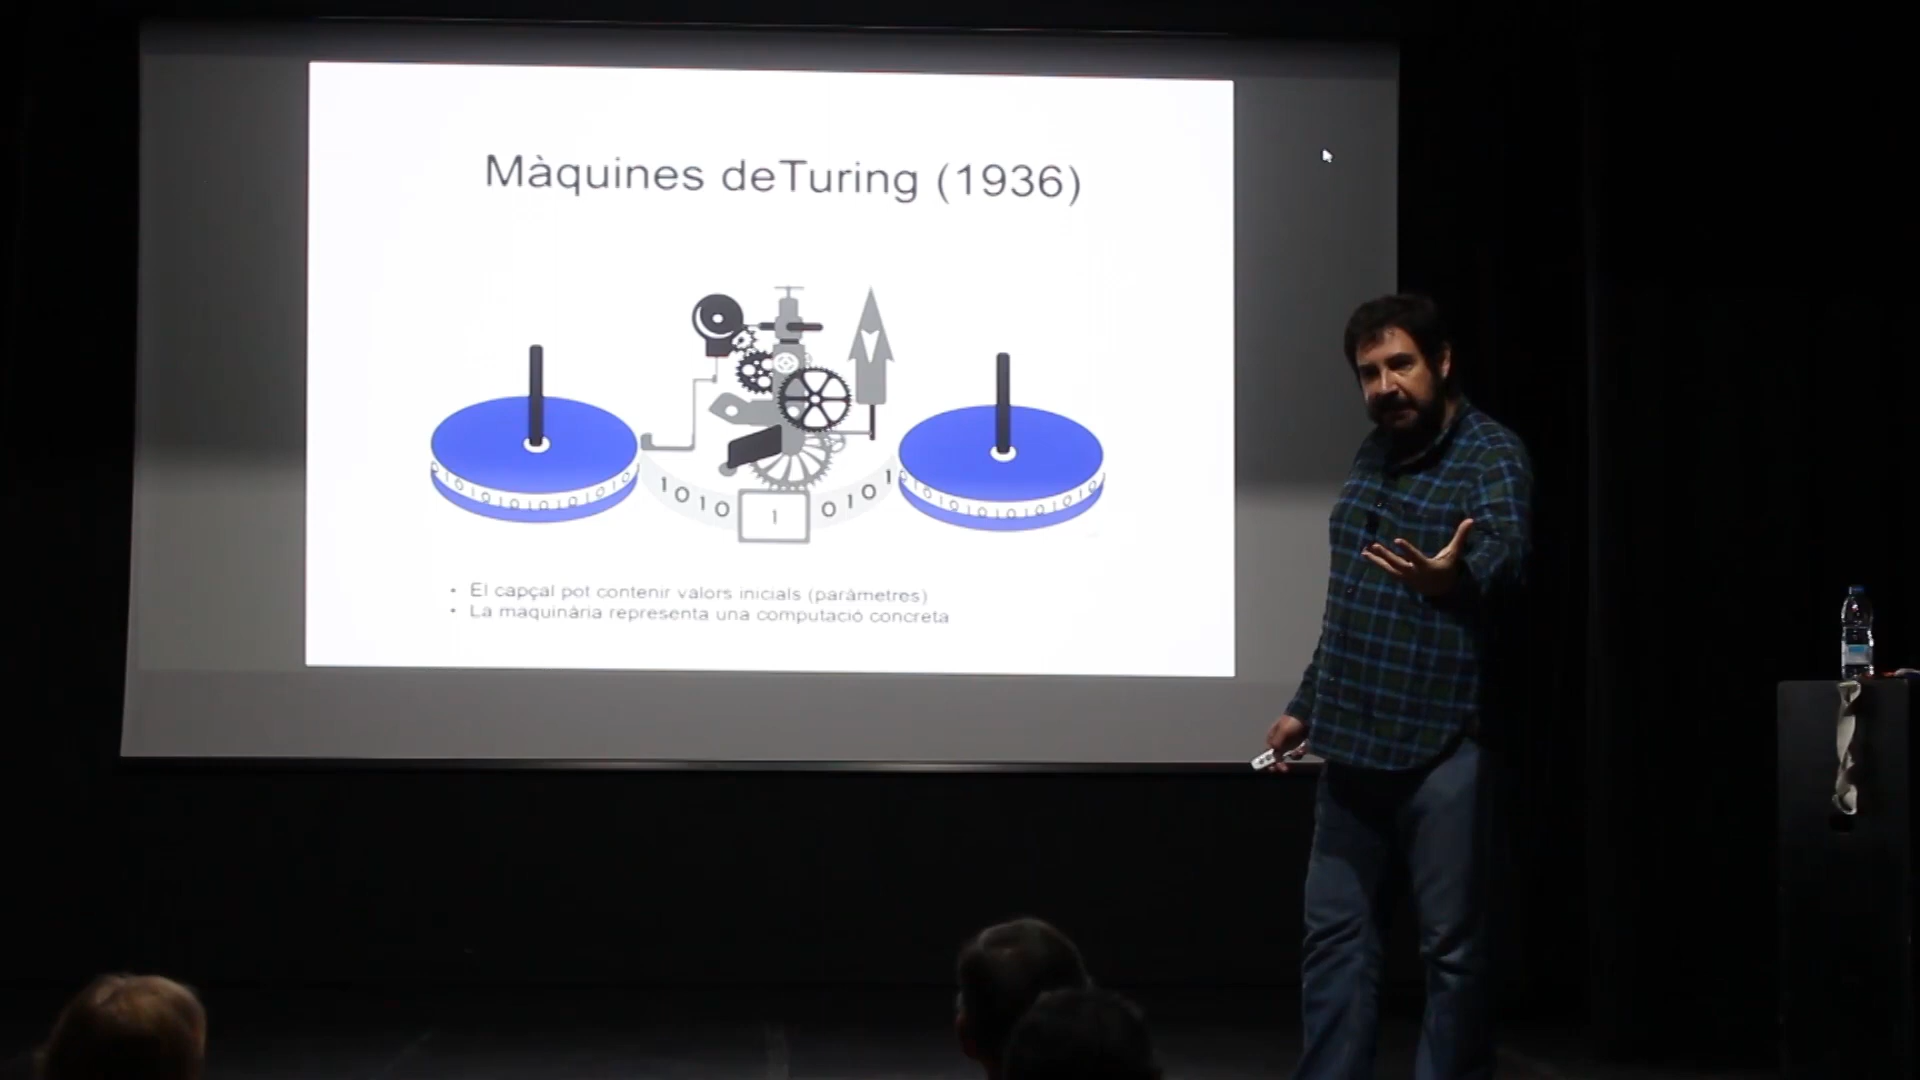 Màquines deTuring (1936)
1010 1 0101
El capçal pot contenir valors inicials (paràmetres)
La maquinària representa una computació concreta